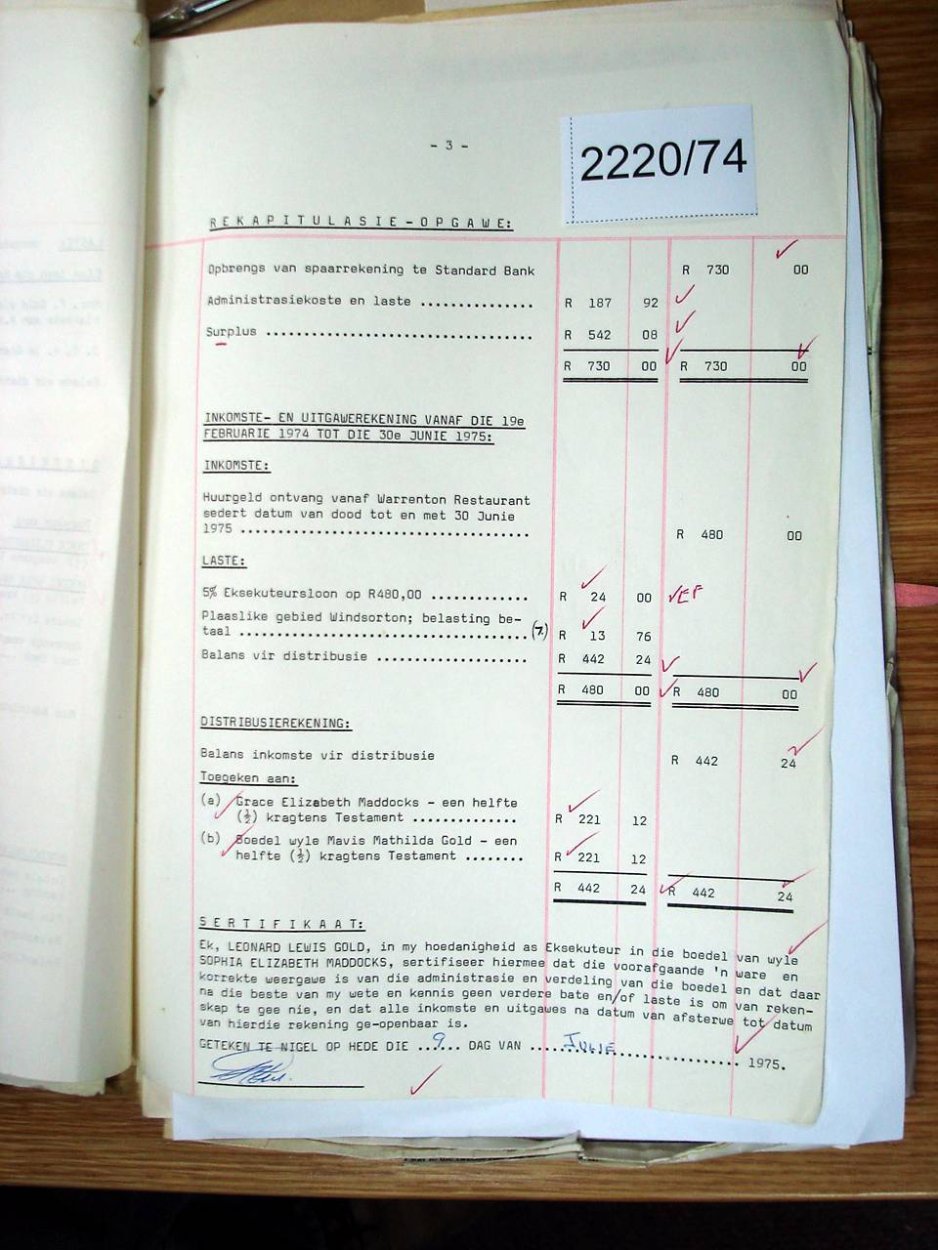 - 3 -
2220/74
REKAPITULASIE-OPGAWE:
Opbrengs van spaarrekening te Standard Bank R 730 00
Administrasiekoste en laste .............. R 187 92
Surplus ................................. R 542 08
R 730 00 R 730 00
INKOMSTE- EN UITGAWEREKENING VANAF DIE 19e
FEBRUARIE 1974 TOT DIE 30e JUNIE 1975:
INKOMSTE:
Huurgeld ontvang vanaf Warrenton Restaurant
sedert datum van dood tot en met 30 Junie
1975 .................................... R 480 00
LASTE:
5% Eksekuteursloon op R480,00 ............ R 24 00
Plaaslike gebied Windsorton; belasting be-
taal .................................... (7) R 13 76
Balans vir distribusie ................... R 442 24
R 480 00 R 480 00
DISTRIBUSIEREKENING:
Balans inkomste vir distribusie R 442 24
Toegeken aan:
(a) Grace Elizabeth Maddocks - een helfte
(½) kragtens Testament ............. R 221 12
(b) Boedel wyle Mavis Mathilda Gold - een
helfte (½) kragtens Testament ........ R 221 12
R 442 24 R 442 24
SERTIFIKAAT:
Ek, LEONARD LEWIS GOLD, in my hoedanigheid as Eksekuteur in die boedel van wyle
SOPHIA ELIZABETH MADDOCKS, sertifiseer hiermee dat die voorafgaande 'n ware en
korrekte weergawe is van die administrasie en verdeling van die boedel en dat daar
na die beste van my wete en kennis geen verdere bate en/of laste is om van reken-
skap te gee nie, en dat alle inkomste en uitgawes na datum van afsterwe tot datum
van hierdie rekening ge-openbaar is.
GETEKEN TE NIGEL OP HEDE DIE ..9... DAG VAN ...JULIE.................... 1975.